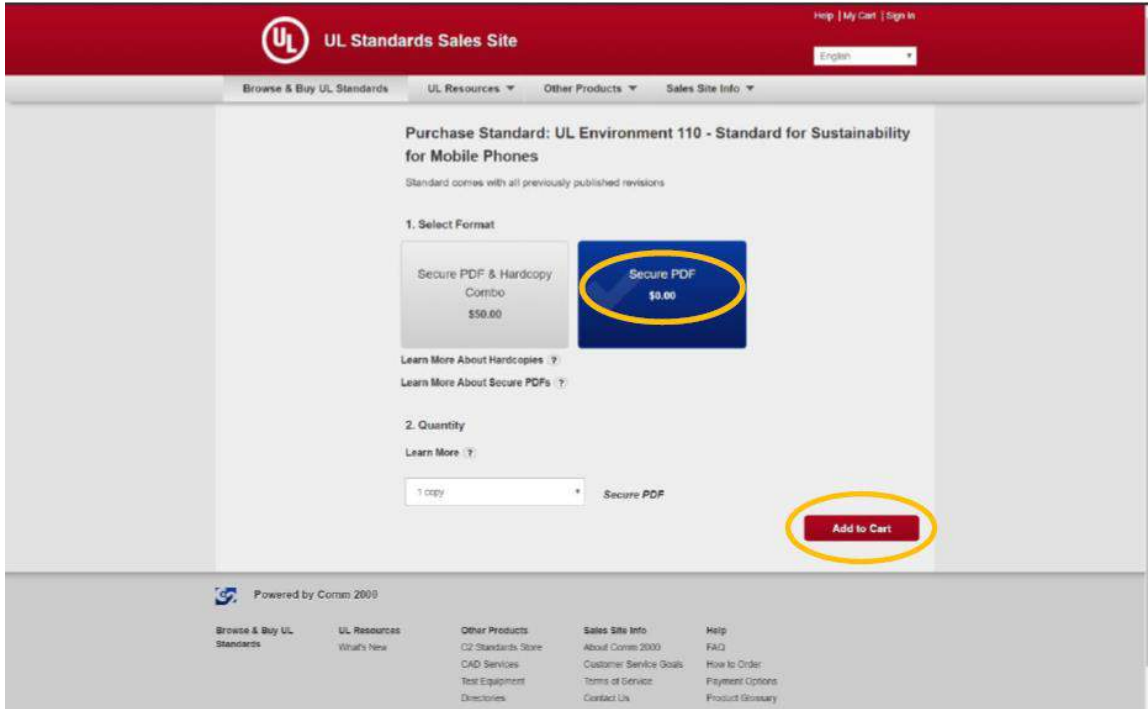 Help | My Cart | Sign In
UL
UL Standards Sales Site
English
Browse & Buy UL Standards UL Resources Other Products Sales Site Info
Purchase Standard: UL Environment 110 - Standard for Sustainability
for Mobile Phones
Standard comes with all previously published revisions
1. Select Format
Secure PDF & Hardcopy
Combo
$50.00
Secure PDF
$0.00
Learn More About Hardcopies ?
Learn More About Secure PDFs ?
2. Quantity
Learn More ?
1 copy
Secure PDF
Add to Cart
Powered by Comm 2000
Browse & Buy UL
Standards
UL Resources
What's New
Other Products
C2 Standards Store
CAD Services
Test Equipment
Directories
Sales Site Info
About Comm 2000
Customer Service Goals
Terms of Service
Contact Us
Help
FAQ
How to Order
Payment Options
Product Glossary